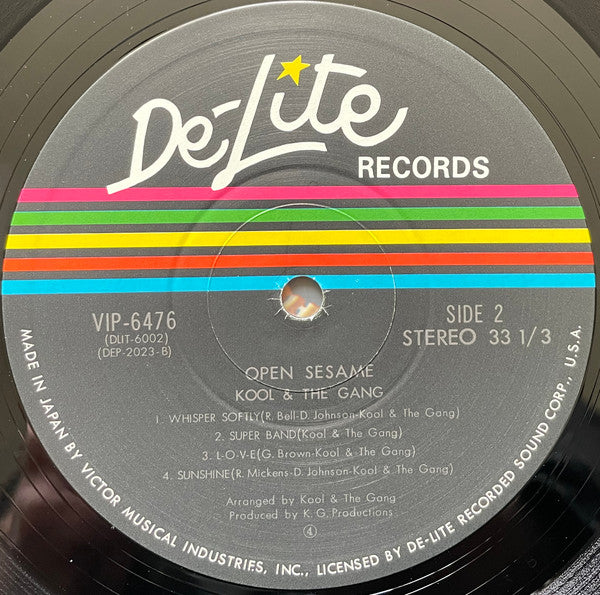 De-Lite
RECORDS
VIP-6476
(DLIT-6002)
(DEP-2023-B)
SIDE 2
STEREO 33 1/3
OPEN SESAME
KOOL & THE GANG
1. WHISPER SOFTLY(R. Bell-D. Johnson-Kool & The Gang)
2. SUPER BAND(Kool & The Gang)
3. L-O-V-E(G. Brown-Kool & The Gang)
4. SUNSHINE(R. Mickens-D. Johnson-Kool & The Gang)
Arranged by Kool & The Gang
Produced by K. G. Productions
④
MADE IN JAPAN BY VICTOR MUSICAL INDUSTRIES, INC., LICENSED BY DE-LITE RECORDED SOUND CORP., U.S.A.